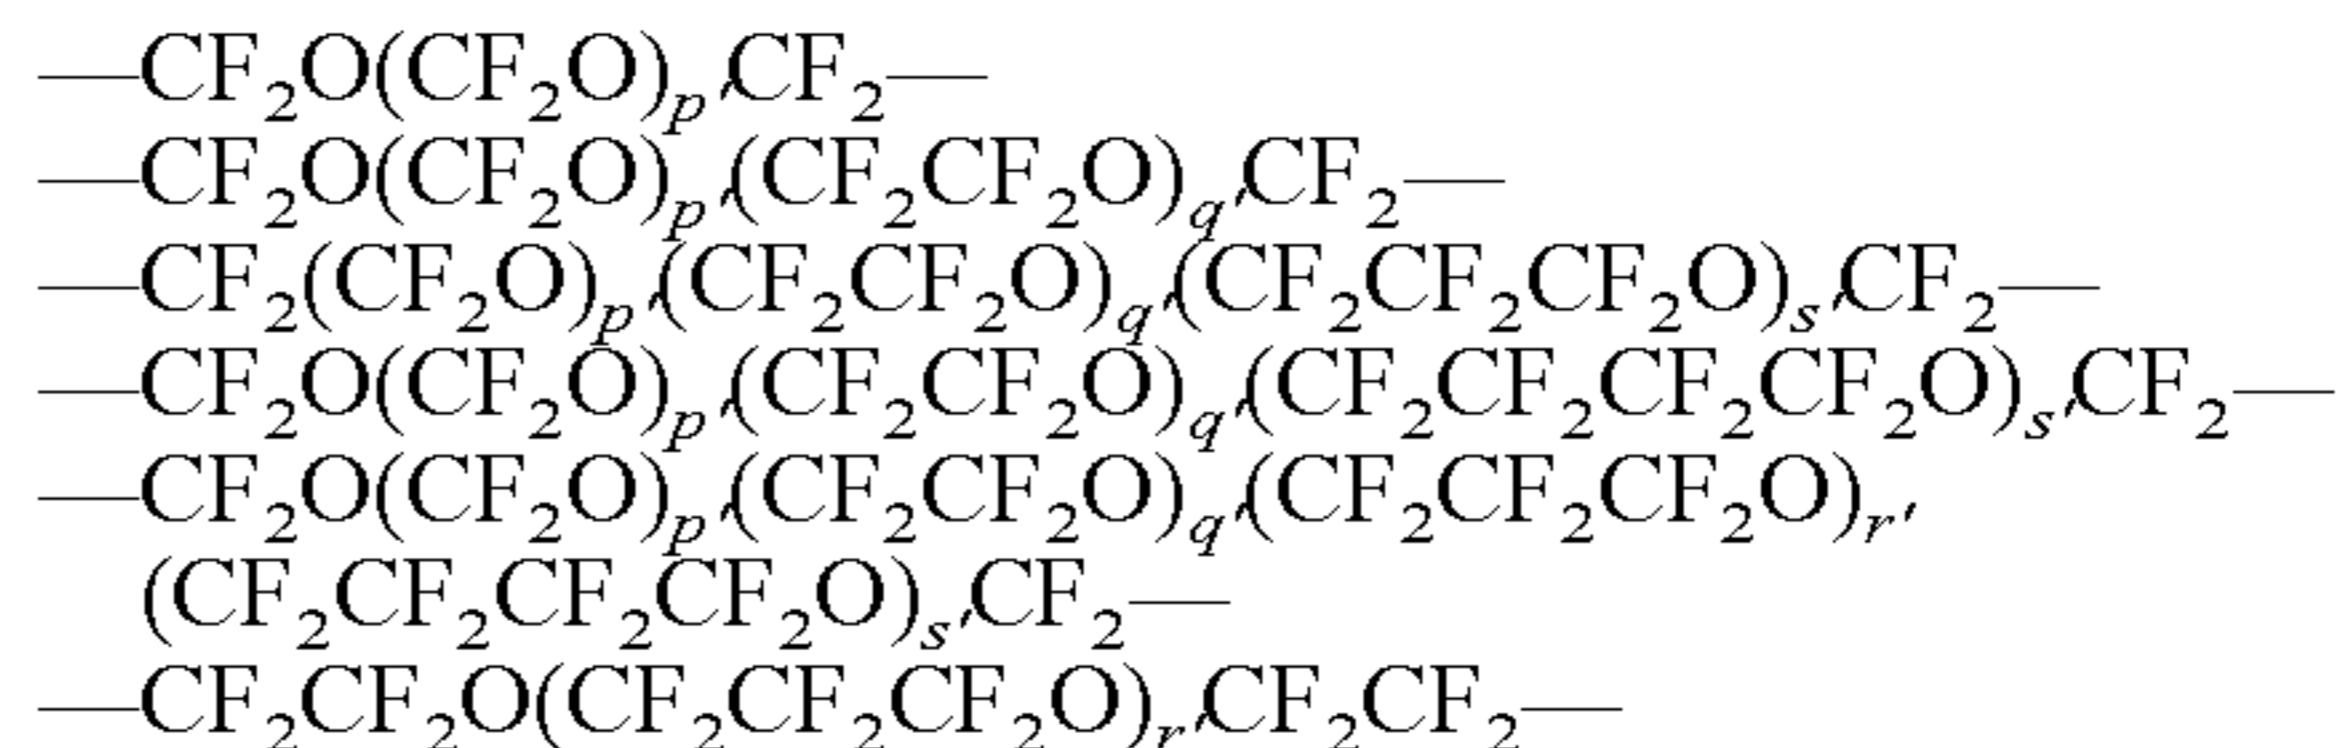 —CF₂O(CF₂O)ₚ′CF₂—
—CF₂O(CF₂O)ₚ′(CF₂CF₂O)q′CF₂—
—CF₂(CF₂O)ₚ′(CF₂CF₂O)q′(CF₂CF₂CF₂O)ₛ′CF₂—
—CF₂O(CF₂O)ₚ′(CF₂CF₂O)q′(CF₂CF₂CF₂CF₂O)ₛ′CF₂—
—CF₂O(CF₂O)ₚ′(CF₂CF₂O)q′(CF₂CF₂CF₂O)ᵣ′
(CF₂CF₂CF₂CF₂O)ₛ′CF₂—
—CF₂CF₂O(CF₂CF₂CF₂O)ᵣ′CF₂CF₂—